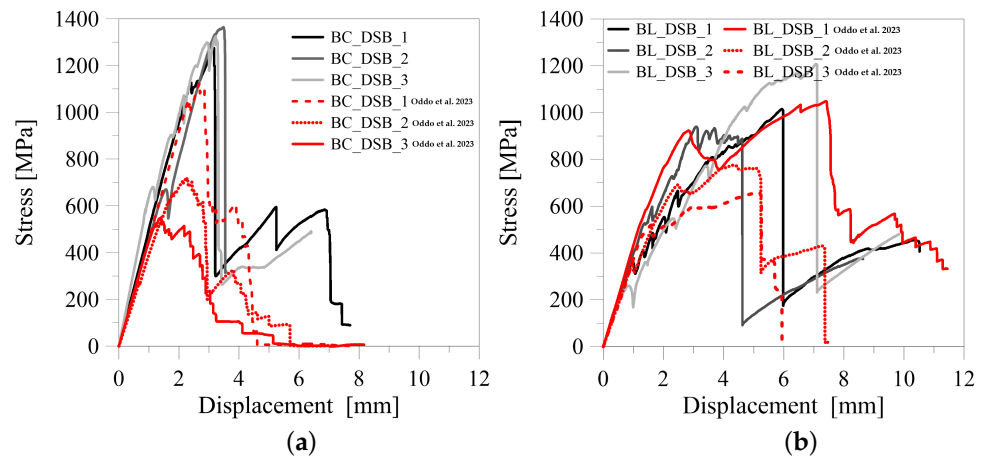 Stress [MPa]
1400
1200
1000
800
600
400
200
0
0 2 4 6 8 10 12
Displacement [mm]
BC_DSB_1
BC_DSB_2
BC_DSB_3
BC_DSB_1 Oddo et al. 2023
BC_DSB_2 Oddo et al. 2023
BC_DSB_3 Oddo et al. 2023
(a)
Stress [MPa]
1400
1200
1000
800
600
400
200
0
0 2 4 6 8 10 12
Displacement [mm]
BL_DSB_1 BL_DSB_1 Oddo et al. 2023
BL_DSB_2 BL_DSB_2 Oddo et al. 2023
BL_DSB_3 BL_DSB_3 Oddo et al. 2023
(b)